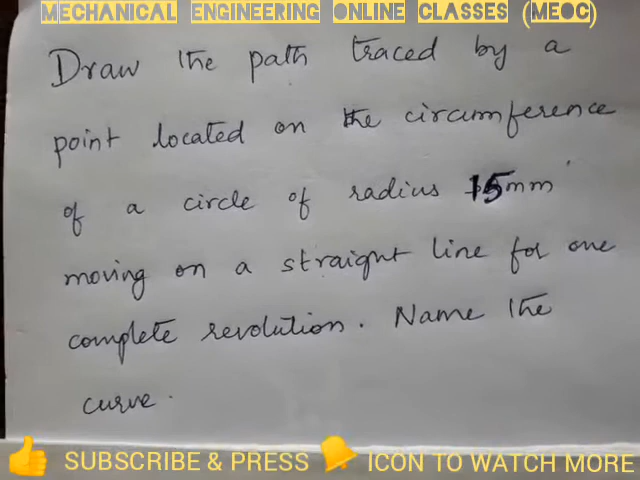 MECHANICAL ENGINEERING ONLINE CLASSES (MEOC)
Draw the path traced by a
point located on the circumference
of a circle of radius 15mm
moving on a straight line for one
complete revolution. Name the
curve.
SUBSCRIBE & PRESS ICON TO WATCH MORE